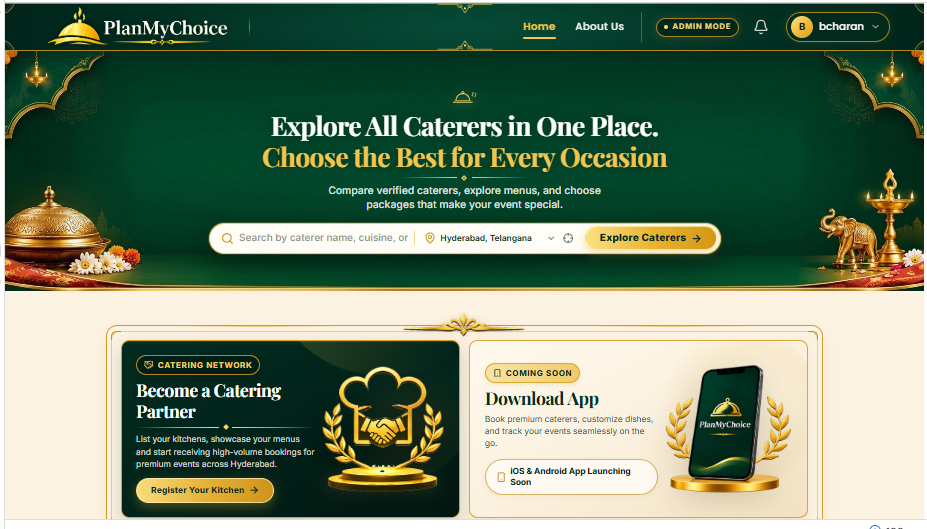 PlanMyChoice
Home
About Us
ADMIN MODE
B
bcharan
Explore All Caterers in One Place.
Choose the Best for Every Occasion
Compare verified caterers, explore menus, and choose
packages that make your event special.
Search by caterer name, cuisine, or
Hyderabad, Telangana
Explore Caterers →
CATERING NETWORK
Become a Catering
Partner
List your kitchens, showcase your menus
and start receiving high-volume bookings for
premium events across Hyderabad.
Register Your Kitchen →
COMING SOON
Download App
Book premium caterers, customize dishes,
and track your events seamlessly on the
go.
iOS & Android App Launching
Soon
PlanMyChoice